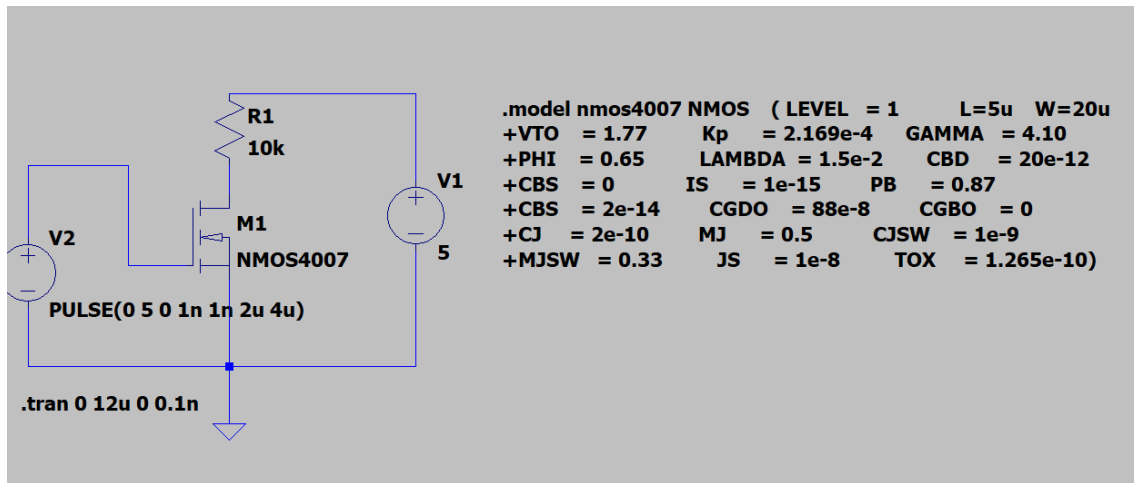 R1
10k
V1
5
M1
NMOS4007
V2
PULSE(0 5 0 1n 1n 2u 4u)
.tran 0 12u 0 0.1n
.model nmos4007 NMOS ( LEVEL = 1 L=5u W=20u
+VTO = 1.77 Kp = 2.169e-4 GAMMA = 4.10
+PHI = 0.65 LAMBDA = 1.5e-2 CBD = 20e-12
+CBS = 0 IS = 1e-15 PB = 0.87
+CBS = 2e-14 CGDO = 88e-8 CGBO = 0
+CJ = 2e-10 MJ = 0.5 CJSW = 1e-9
+MJSW = 0.33 JS = 1e-8 TOX = 1.265e-10)